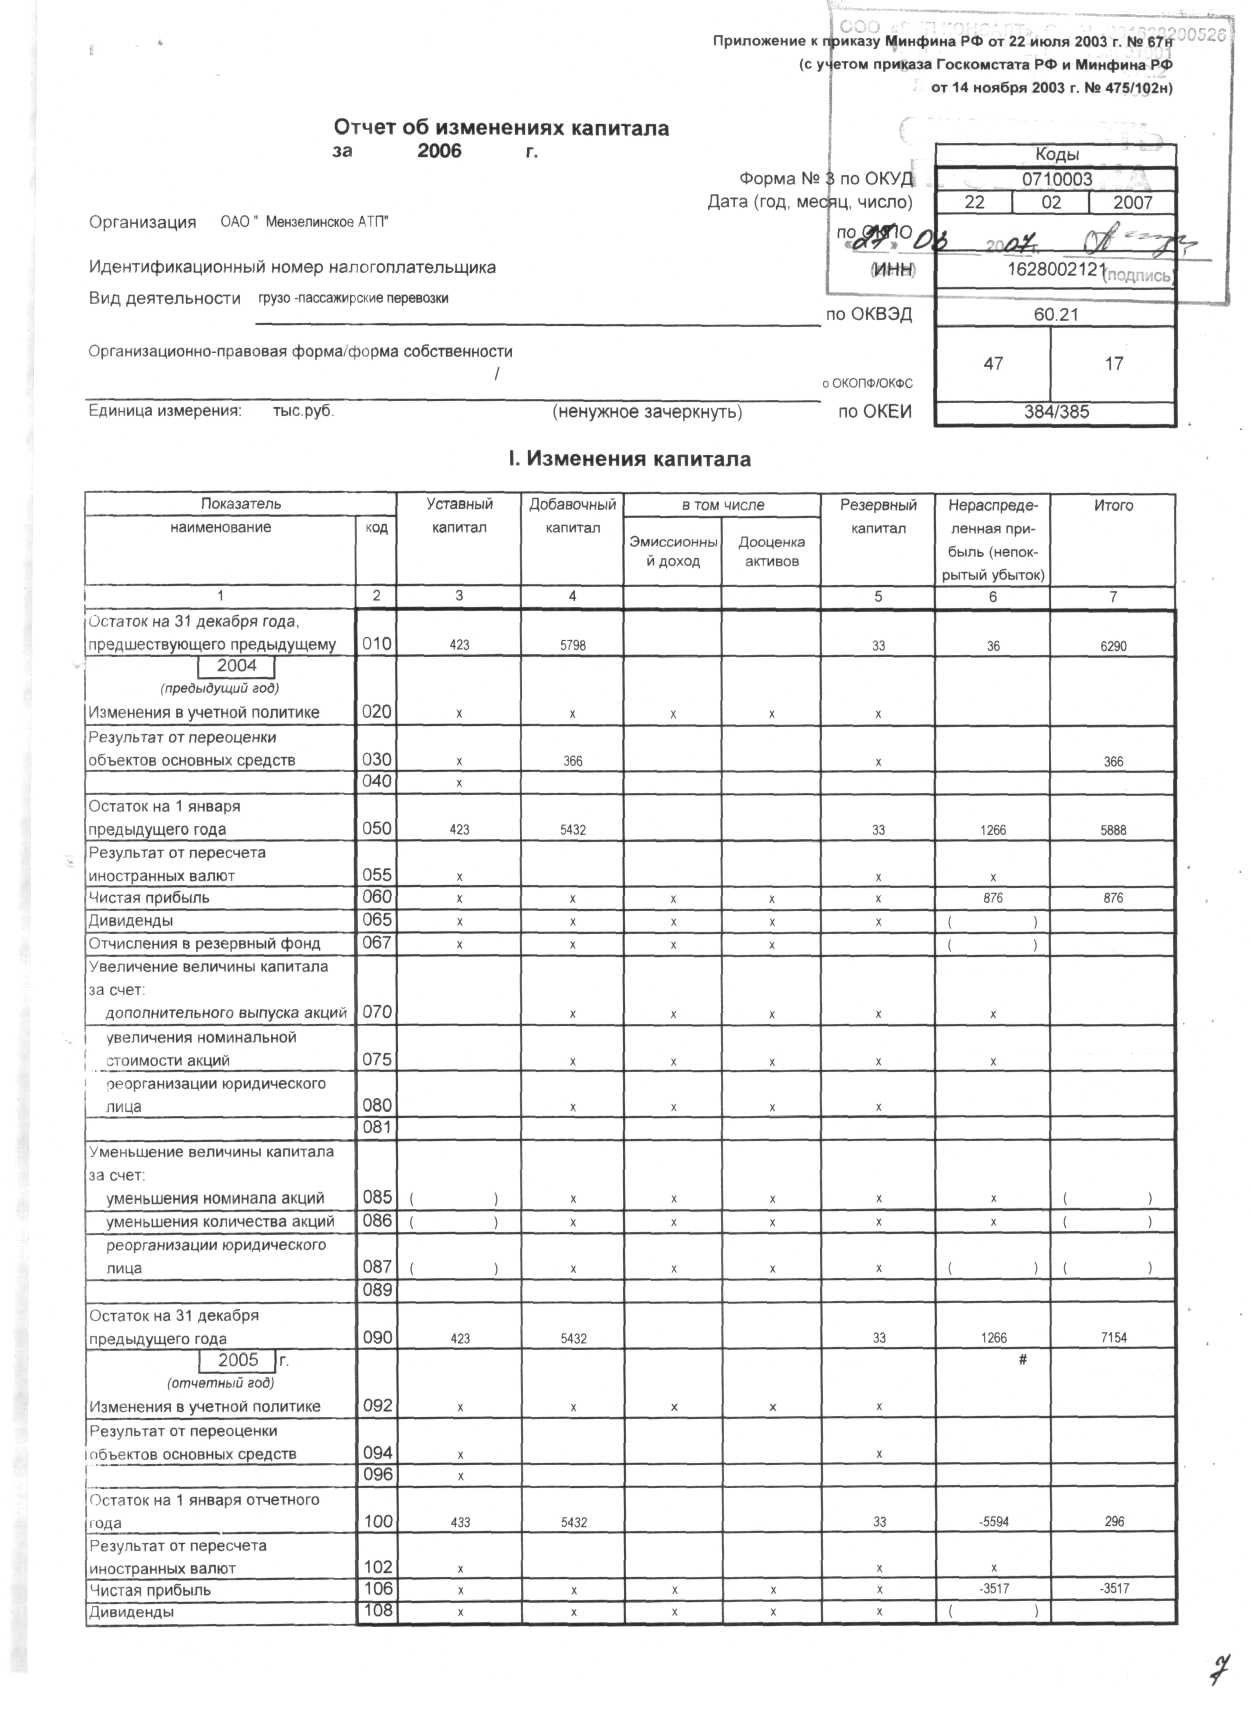 Приложение к приказу Минфина РФ от 22 июля 2003 г. № 67н
(с учетом приказа Госкомстата РФ и Минфина РФ
от 14 ноября 2003 г. № 475/102н)
Отчет об изменениях капитала
за 2006 г.
Коды
Форма № 3 по ОКУД 0710003
Дата (год, месяц, число) 22 02 2007
Организация ОАО " Мензелинское АТП" по ОКПО
27 06 2007г.
Идентификационный номер налогоплательщика ИНН 1628002121
(подпись)
Вид деятельности грузо -пассажирские перевозки
по ОКВЭД 60.21
Организационно-правовая форма/форма собственности 47 17
/
о ОКОПФ/ОКФС
Единица измерения: тыс.руб. (ненужное зачеркнуть) по ОКЕИ 384/385
I. Изменения капитала
Показатель Уставный Добавочный в том числе Резервный Нераспреде- Итого
наименование код капитал капитал капитал ленная при-
Эмиссионны Дооценка быль (непок-
й доход активов рытый убыток)
1 2 3 4 5 6 7
Остаток на 31 декабря года,
предшествующего предыдущему 010 423 5798 33 36 6290
2004
(предыдущий год)
Изменения в учетной политике 020 х х х х х
Результат от переоценки
объектов основных средств 030 х 366 х 366
040 х
Остаток на 1 января
предыдущего года 050 423 5432 33 1266 5888
Результат от пересчета
иностранных валют 055 х х х
Чистая прибыль 060 х х х х х 876 876
Дивиденды 065 х х х х х ( )
Отчисления в резервный фонд 067 х х х х ( )
Увеличение величины капитала
за счет:
дополнительного выпуска акций 070 х х х х х
увеличения номинальной
стоимости акций 075 х х х х х
реорганизации юридического
лица 080 х х х х
081
Уменьшение величины капитала
за счет:
уменьшения номинала акций 085 ( ) х х х х х ( )
уменьшения количества акций 086 ( ) х х х х х ( )
реорганизации юридического
лица 087 ( ) х х х х ( ) ( )
089
Остаток на 31 декабря
предыдущего года 090 423 5432 33 1266 7154
2005 г. #
(отчетный год)
Изменения в учетной политике 092 х х х х х
Результат от переоценки
объектов основных средств 094 х х
096 х
Остаток на 1 января отчетного
года 100 433 5432 33 -5594 296
Результат от пересчета
иностранных валют 102 х х х
Чистая прибыль 106 х х х х х -3517 -3517
Дивиденды 108 х х х х х ( )
7